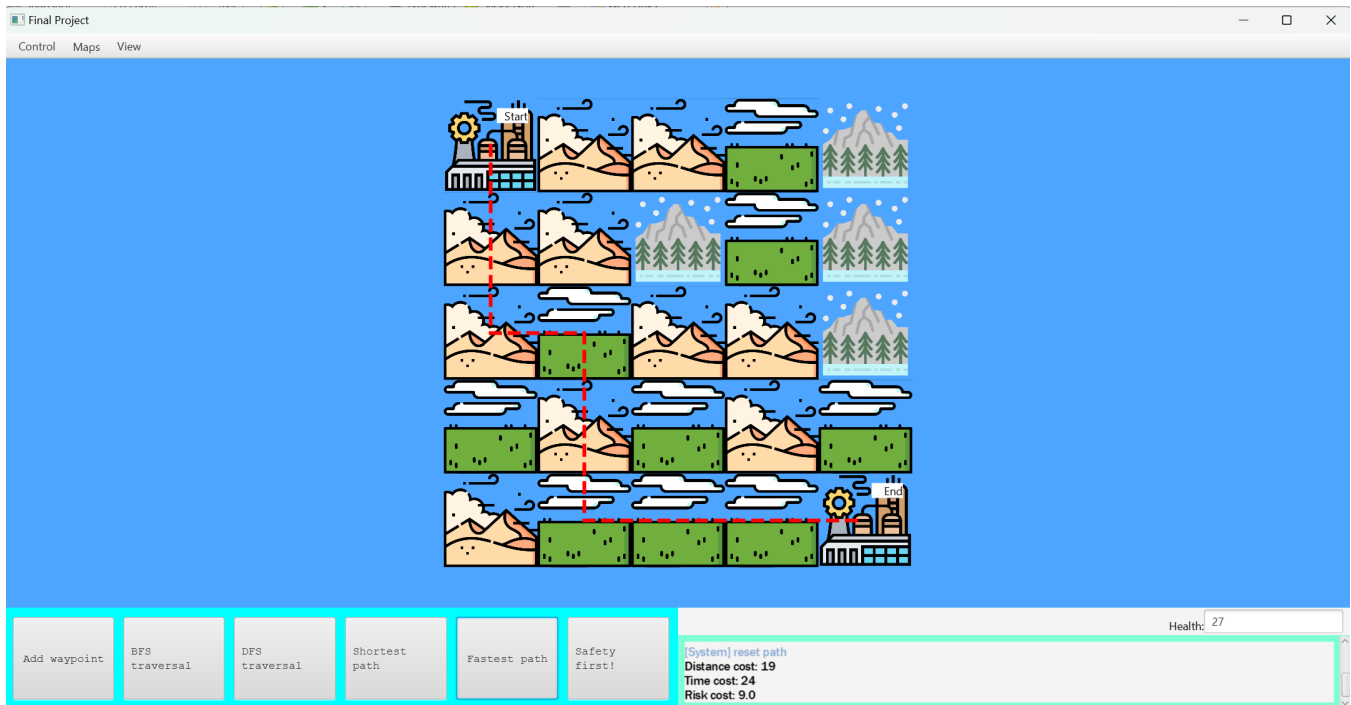 Final Project
Control Maps View
Start
End
Health: 27
Add waypoint
BFS
traversal
DFS
traversal
Shortest
path
Fastest path
Safety
first!
[System] reset path
Distance cost: 19
Time cost: 24
Risk cost: 9.0